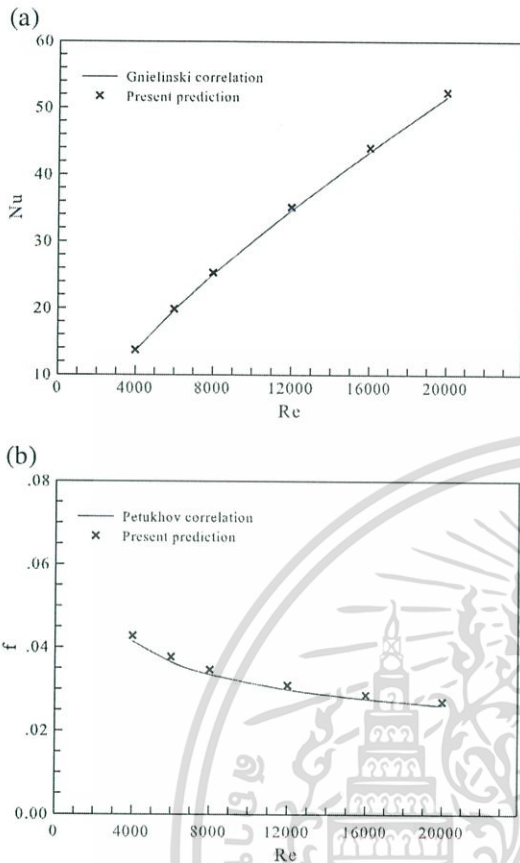 (a)
60
Gnielinski correlation
Present prediction
50
40
Nu
30
20
10
0 4000 8000 12000 16000 20000
Re
(b)
.08
Petukhov correlation
Present prediction
.06
f
.04
.02
0.00
0 4000 8000 12000 16000 20000
Re